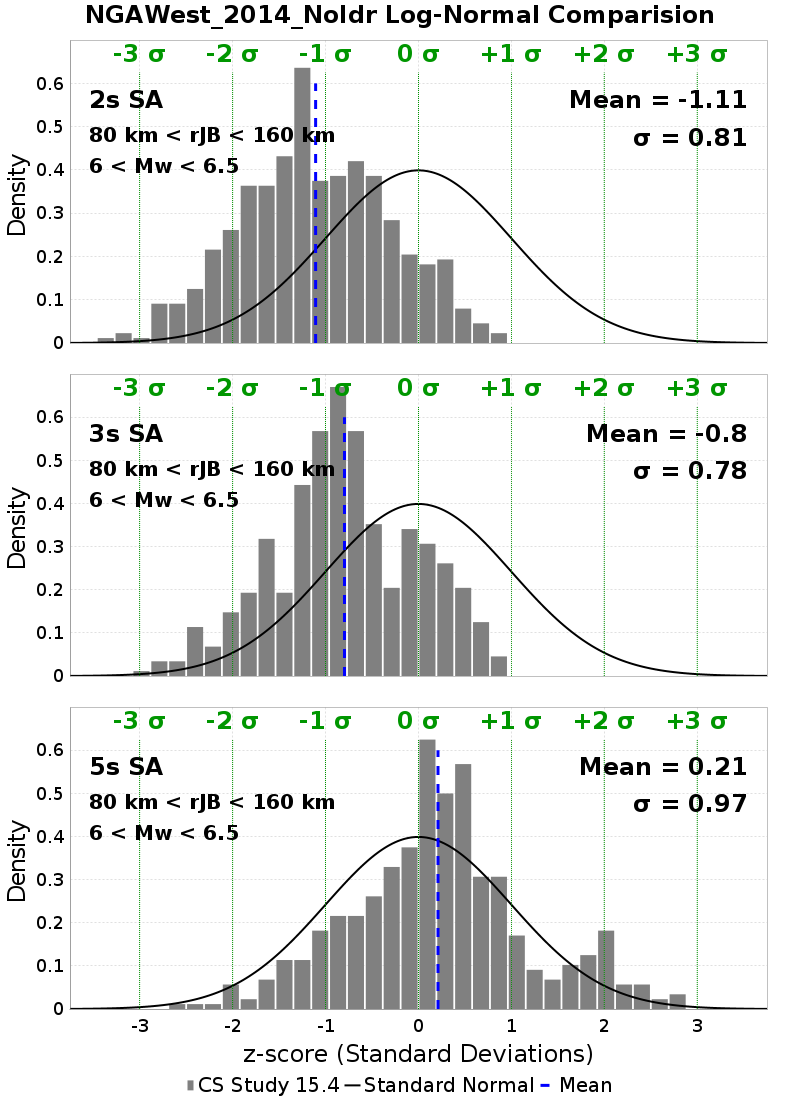 NGAWest_2014_NoIdr Log-Normal Comparision
-3 σ -2 σ -1 σ 0 σ +1 σ +2 σ +3 σ
0.6
2s SA Mean = -1.11
0.5
80 km < rJB < 160 km σ = 0.81
6 < Mw < 6.5
0.4
0.3
0.2
0.1
0
Density
-3 σ -2 σ -1 σ 0 σ +1 σ +2 σ +3 σ
0.6
3s SA Mean = -0.8
0.5
80 km < rJB < 160 km σ = 0.78
6 < Mw < 6.5
0.4
0.3
0.2
0.1
0
Density
-3 σ -2 σ -1 σ 0 σ +1 σ +2 σ +3 σ
0.6
5s SA Mean = 0.21
0.5
80 km < rJB < 160 km σ = 0.97
6 < Mw < 6.5
0.4
0.3
0.2
0.1
0
Density
-3 -2 -1 0 1 2 3
z-score (Standard Deviations)
CS Study 15.4 Standard Normal Mean